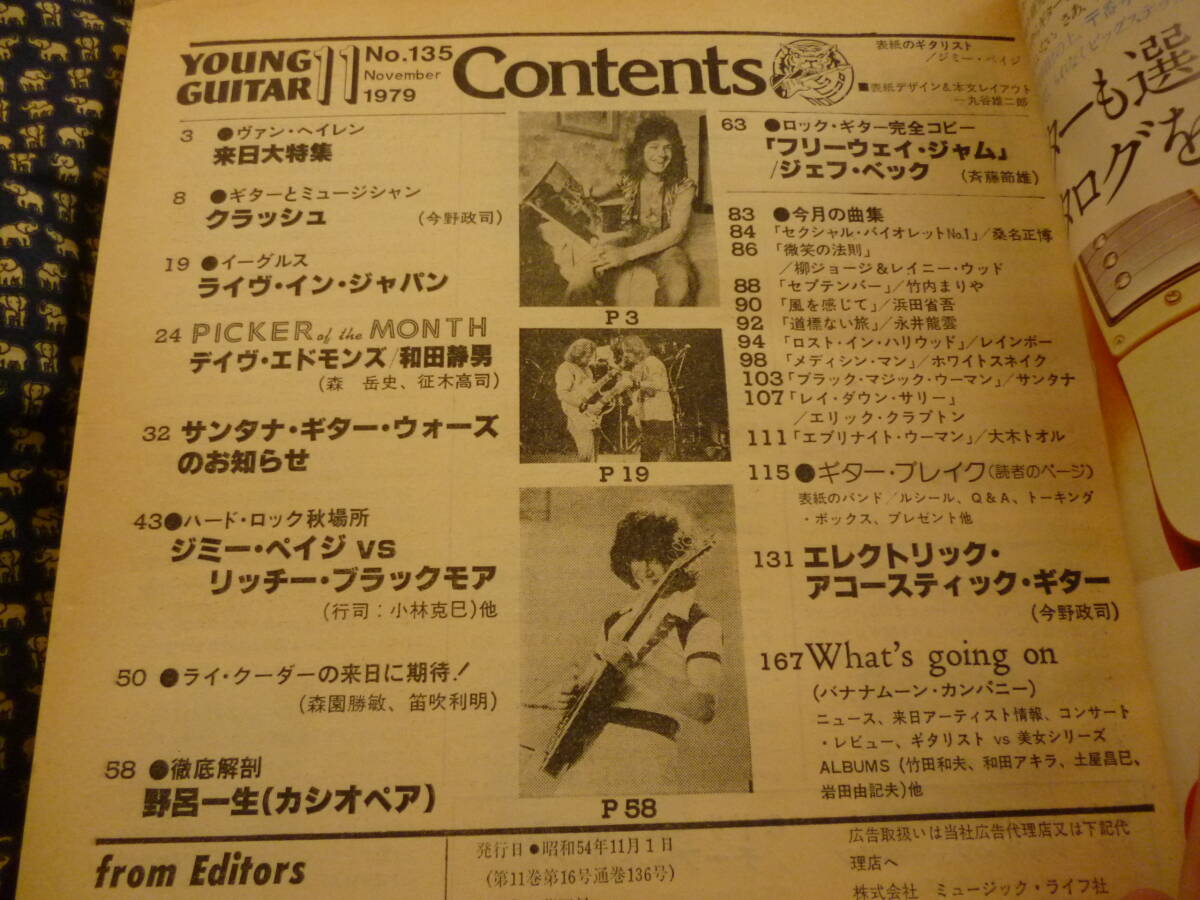 YOUNG GUITAR 11
No.135
November
1979
Contents
表紙のギタリスト
/ジミー・ペイジ
■表紙デザイン&本文レイアウト
─丸谷雄二郎
3 ●ヴァン・ヘイレン
来日大特集
8 ●ギターとミュージシャン
クラッシュ (今野政司)
19 ●イーグルス
ライヴ・イン・ジャパン
24 PICKER of the MONTH
デイヴ・エドモンズ/和田静男
(森 岳史、征木高司)
32 サンタナ・ギター・ウォーズ
のお知らせ
43●ハード・ロック秋場所
ジミー・ペイジ vs
リッチー・ブラックモア
(行司:小林克巳)他
50 ●ライ・クーダーの来日に期待!
(森園勝敏、笛吹利明)
58 ●徹底解剖
野呂一生(カシオペア)
P3
P19
P58
63 ●ロック・ギター完全コピー
「フリーウェイ・ジャム」
/ジェフ・ベック (斉藤節雄)
83 ●今月の曲集
84 「セクシャル・バイオレットNo.1」/桑名正博
86 「微笑の法則」
/柳ジョージ&レイニー・ウッド
88 「セプテンバー」/竹内まりや
90 「風を感じて」/浜田省吾
92 「道標ない旅」/永井龍雲
94 「ロスト・イン・ハリウッド」/レインボー
98 「メディシン・マン」/ホワイトスネイク
103「ブラック・マジック・ウーマン」/サンタナ
107「レイ・ダウン・サリー」
/エリック・クラプトン
111「エブリナイト・ウーマン」/大木トオル
115●ギター・ブレイク(読者のページ)
表紙のバンド/ルシール、Q&A、トーキング
・ボックス、プレゼント他
131 エレクトリック・
アコースティック・ギター
(今野政司)
167 What's going on
(バナナムーン・カンパニー)
ニュース、来日アーティスト情報、コンサート
・レビュー、ギタリスト vs 美女シリーズ
ALBUMS (竹田和夫、和田アキラ、土屋昌巳、
岩田由記夫)他
from Editors
発行日●昭和54年11月1日
(第11巻第16号通巻136号)
広告取扱いは当社広告代理店又は下記代
理店へ
株式会社 ミュージック・ライフ社
ターも選
タログを